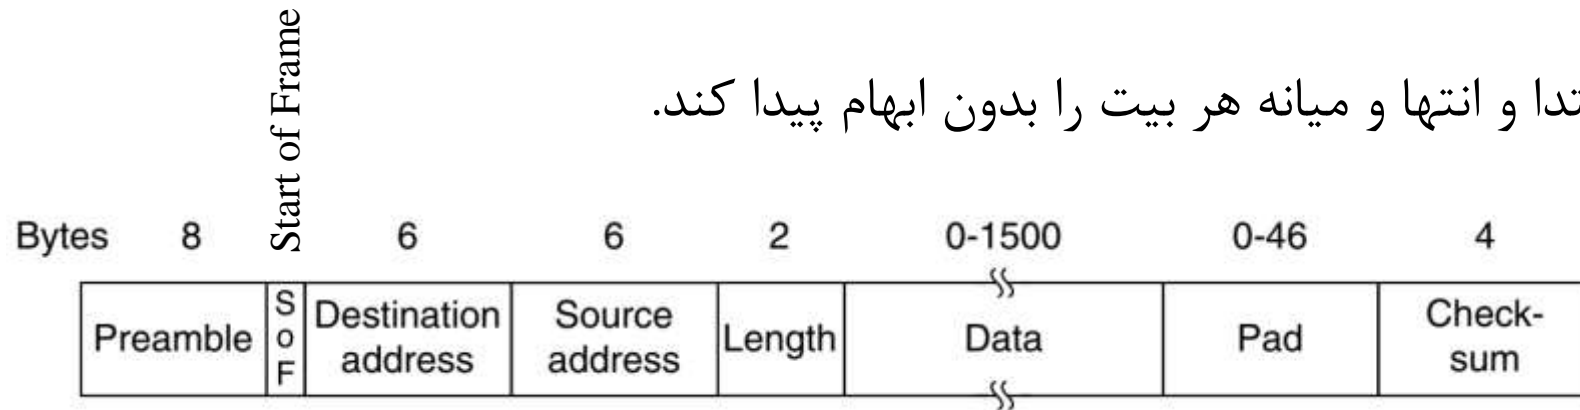 Start of Frame
تدا و انتها و میانه هر بیت را بدون ابهام پیدا کند.
Bytes 8 6 6 2 0-1500 0-46 4
Preamble SoF Destination address Source address Length Data Pad Check-sum